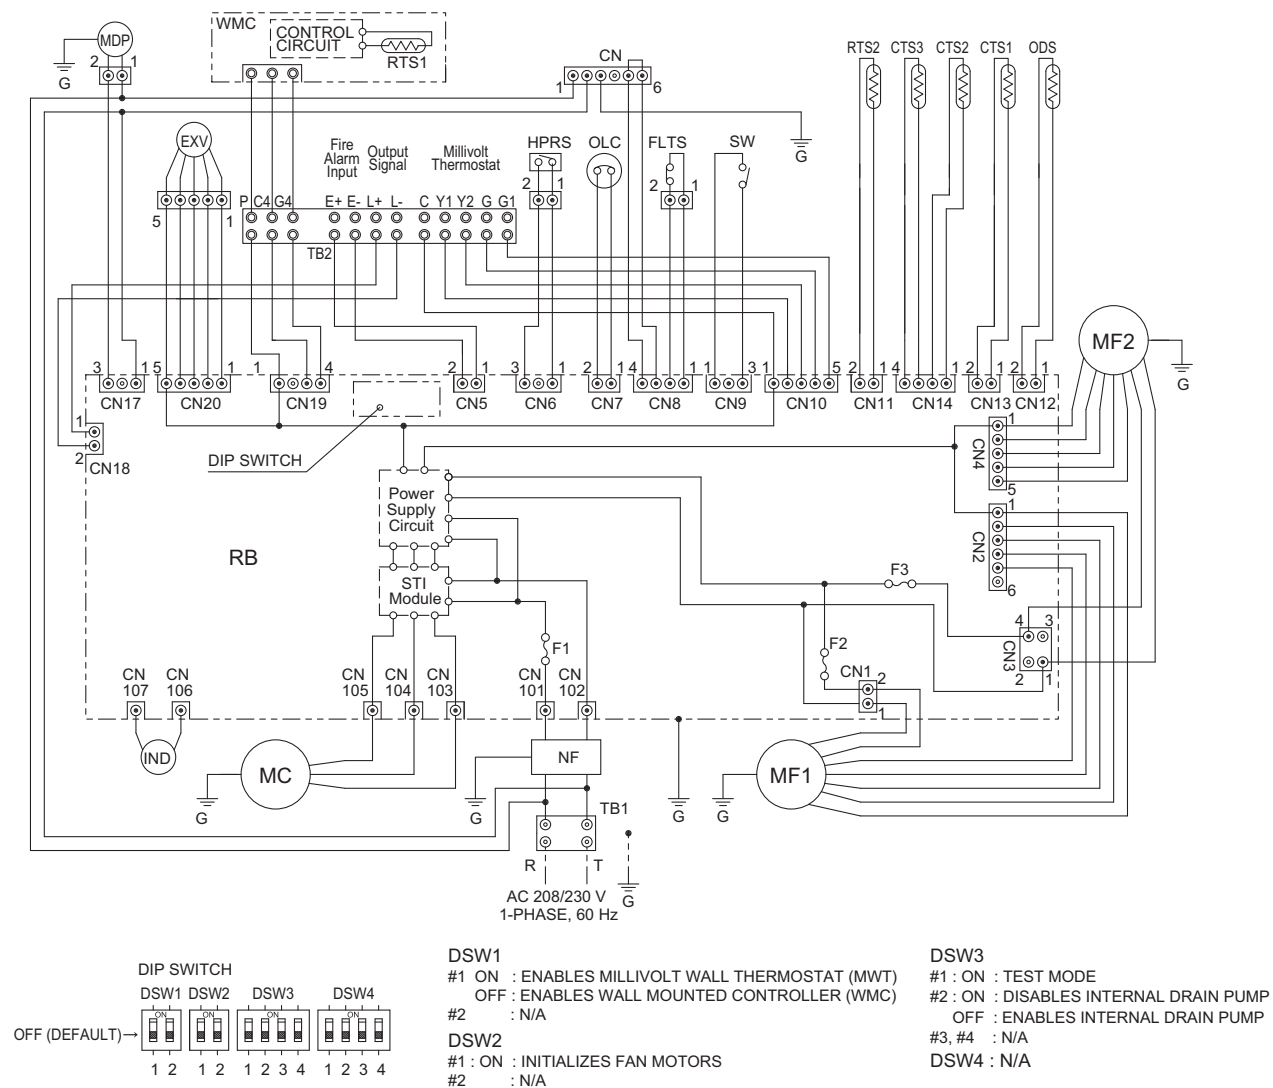 WMC
CONTROL
CIRCUIT
RTS1
MDP
2 1
G
CN
1 6
G
RTS2 CTS3 CTS2 CTS1 ODS
EXV
5 1
Fire
Alarm
Input
Output
Signal
Millivolt
Thermostat
HPRS OLC FLTS SW
2 1
2 1
P C4 G4 E+ E- L+ L- C Y1 Y2 G G1
TB2
MF2
G
3 1 5 1 1 4 2 1 3 1 2 1 4 1 1 3 1 5 2 1 4 1 2 1 2 1
CN17 CN20 CN19 CN5 CN6 CN7 CN8 CN9 CN10 CN11 CN14 CN13 CN12
1
2
CN18
DIP SWITCH
1
CN4
5
Power
Supply
Circuit
1
CN2
6
RB
STI
Module
F3
F1
F2
4 3
CN3
2 1
CN1
2
1
CN
107
CN
106
CN
105
CN
104
CN
103
CN
101
CN
102
IND
MC
G
NF
G
G
MF1
G
TB1
R T
G
AC 208/230 V
1-PHASE, 60 Hz
DIP SWITCH
DSW1 DSW2 DSW3 DSW4
ON ON ON ON
OFF (DEFAULT)→
1 2 1 2 1 2 3 4 1 2 3 4
DSW1
#1 ON : ENABLES MILLIVOLT WALL THERMOSTAT (MWT)
OFF : ENABLES WALL MOUNTED CONTROLLER (WMC)
#2 : N/A
DSW2
#1 : ON : INITIALIZES FAN MOTORS
#2 : N/A
DSW3
#1 : ON : TEST MODE
#2 : ON : DISABLES INTERNAL DRAIN PUMP
OFF : ENABLES INTERNAL DRAIN PUMP
#3, #4 : N/A
DSW4 : N/A